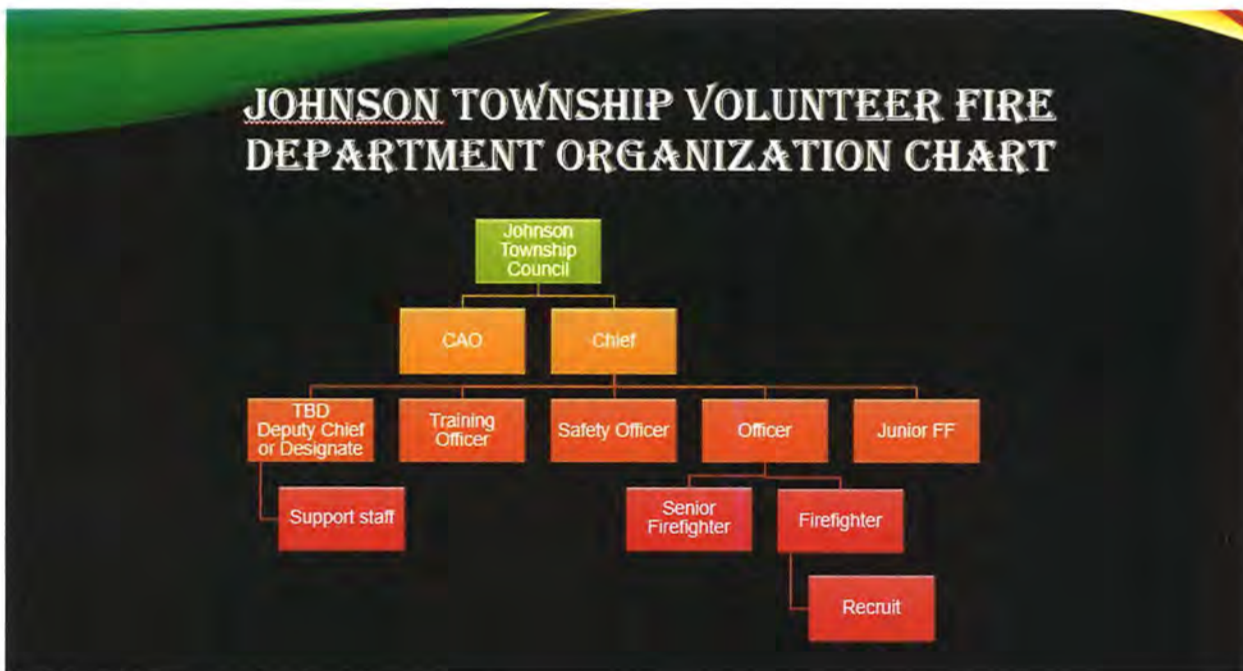 JOHNSON TOWNSHIP VOLUNTEER FIRE
DEPARTMENT ORGANIZATION CHART
Johnson
Township
Council
CAO
Chief
TBD
Deputy Chief
or Designate
Training
Officer
Safety Officer
Officer
Junior FF
Support staff
Senior
Firefighter
Firefighter
Recruit